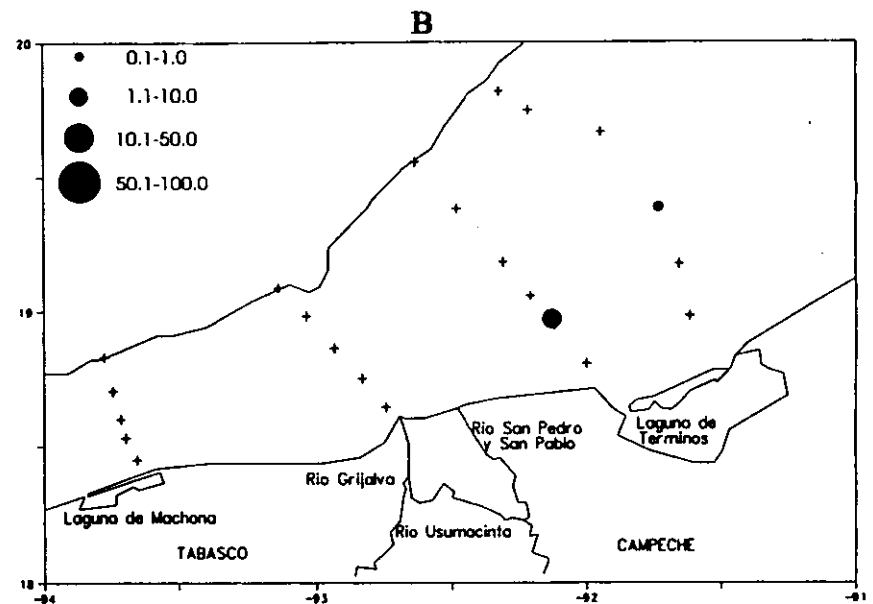 B
20
0.1-1.0
1.1-10.0
10.1-50.0
50.1-100.0
19
Rio San Pedro
y San Pablo
Laguna de
Terminos
Rio Grijalva
Laguna de Machona
Rio Usumacinta
TABASCO
CAMPECHE
18
-94
-93
-92
-91